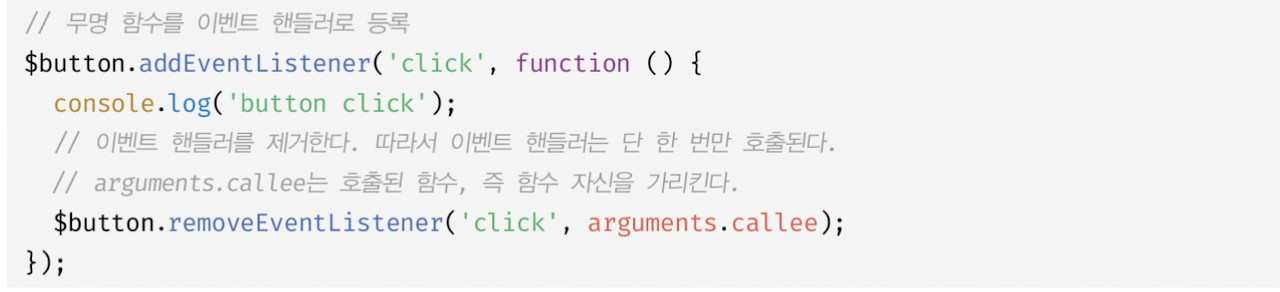 // 무명 함수를 이벤트 핸들러로 등록
$button.addEventListener('click', function () {
  console.log('button click');
  // 이벤트 핸들러를 제거한다. 따라서 이벤트 핸들러는 단 한 번만 호출된다.
  // arguments.callee는 호출된 함수, 즉 함수 자신을 가리킨다.
  $button.removeEventListener('click', arguments.callee);
});